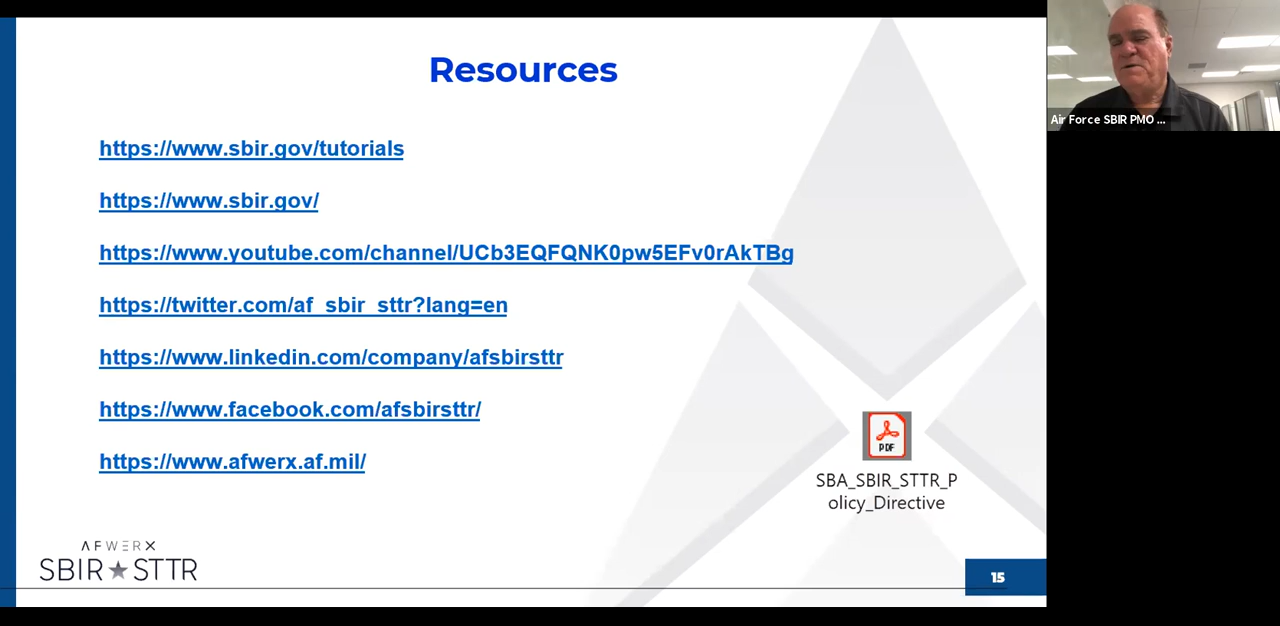 Resources
https://www.sbir.gov/tutorials
https://www.sbir.gov/
https://www.youtube.com/channel/UCb3EQFQNK0pw5EFv0rAkTBg
https://twitter.com/af_sbir_sttr?lang=en
https://www.linkedin.com/company/afsbirsttr
https://www.facebook.com/afsbirsttr/
https://www.afwerx.af.mil/
PDF
SBA_SBIR_STTR_P
olicy_Directive
AFWERX
SBIR★STTR
15
Air Force SBIR PMO ...